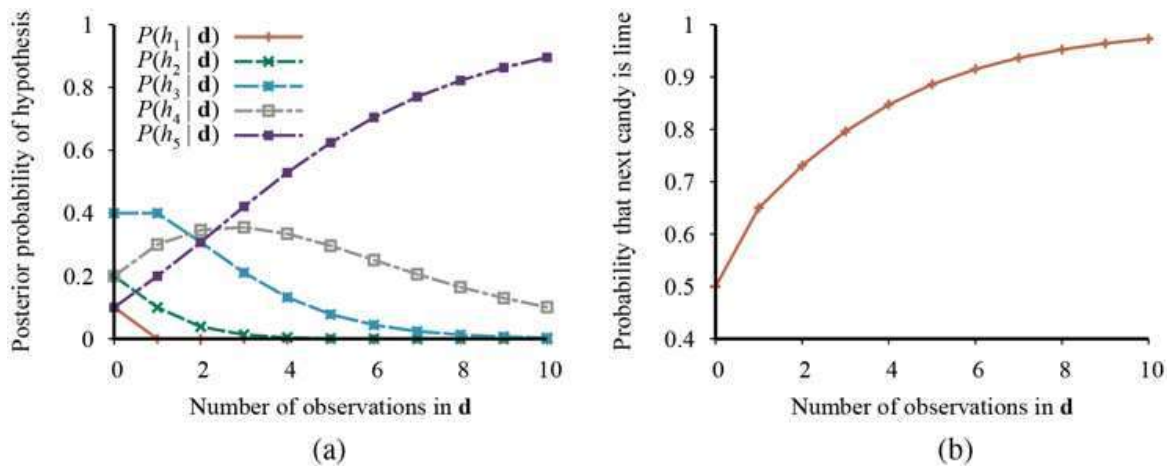 Posterior probability of hypothesis
1
0.8
0.6
0.4
0.2
0
P(h1 | d)
P(h2 | d)
P(h3 | d)
P(h4 | d)
P(h5 | d)
0 2 4 6 8 10
Number of observations in d
(a)
Probability that next candy is lime
1
0.9
0.8
0.7
0.6
0.5
0.4
0 2 4 6 8 10
Number of observations in d
(b)